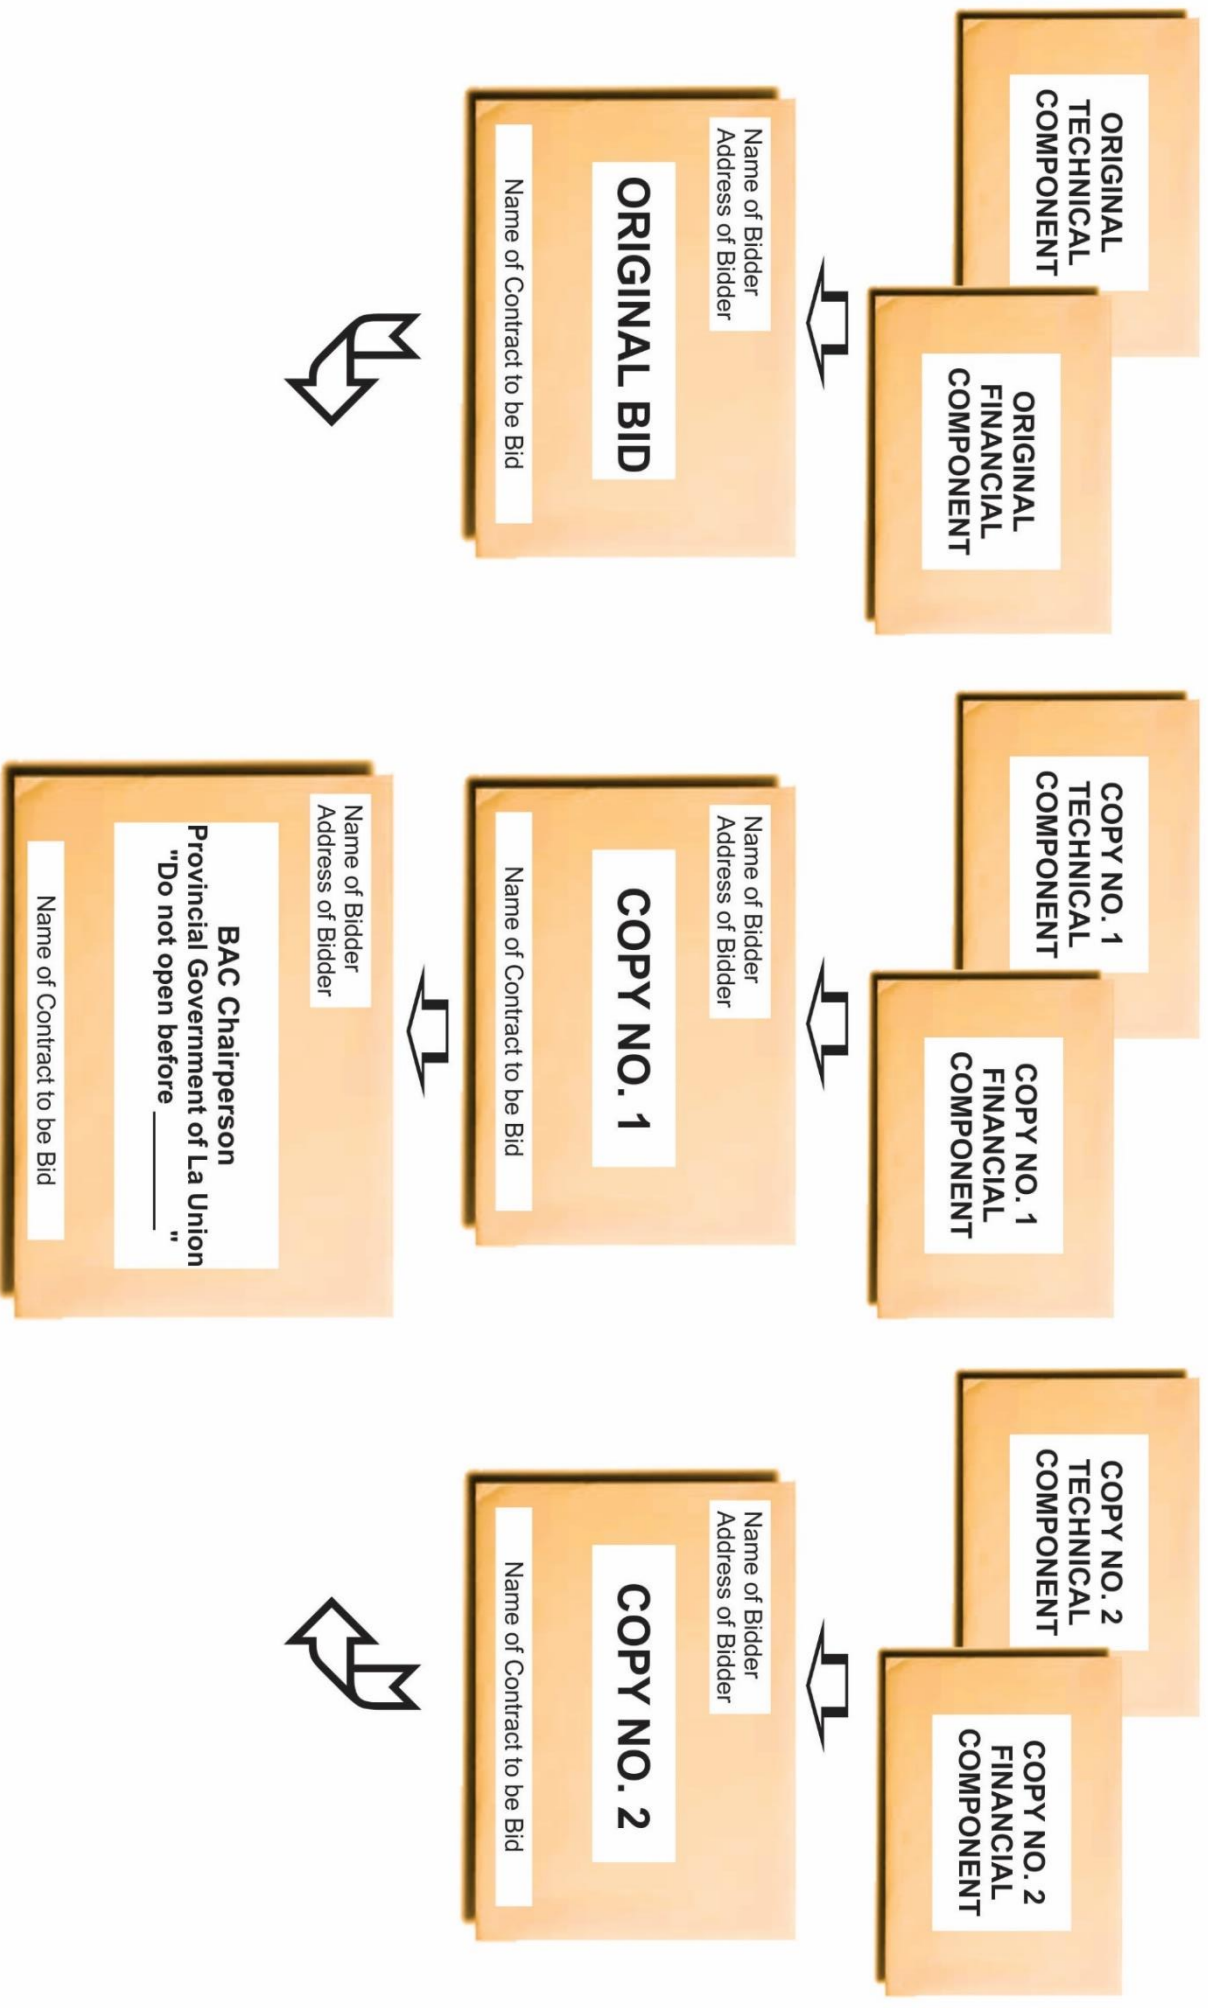 ORIGINAL
TECHNICAL
COMPONENT
ORIGINAL
FINANCIAL
COMPONENT
COPY NO. 1
TECHNICAL
COMPONENT
COPY NO. 1
FINANCIAL
COMPONENT
COPY NO. 2
TECHNICAL
COMPONENT
COPY NO. 2
FINANCIAL
COMPONENT
Name of Bidder
Address of Bidder
ORIGINAL BID
Name of Contract to be Bid
Name of Bidder
Address of Bidder
COPY NO. 1
Name of Contract to be Bid
Name of Bidder
Address of Bidder
COPY NO. 2
Name of Contract to be Bid
Name of Bidder
Address of Bidder
BAC Chairperson
Provincial Government of La Union
"Do not open before ________ "
Name of Contract to be Bid